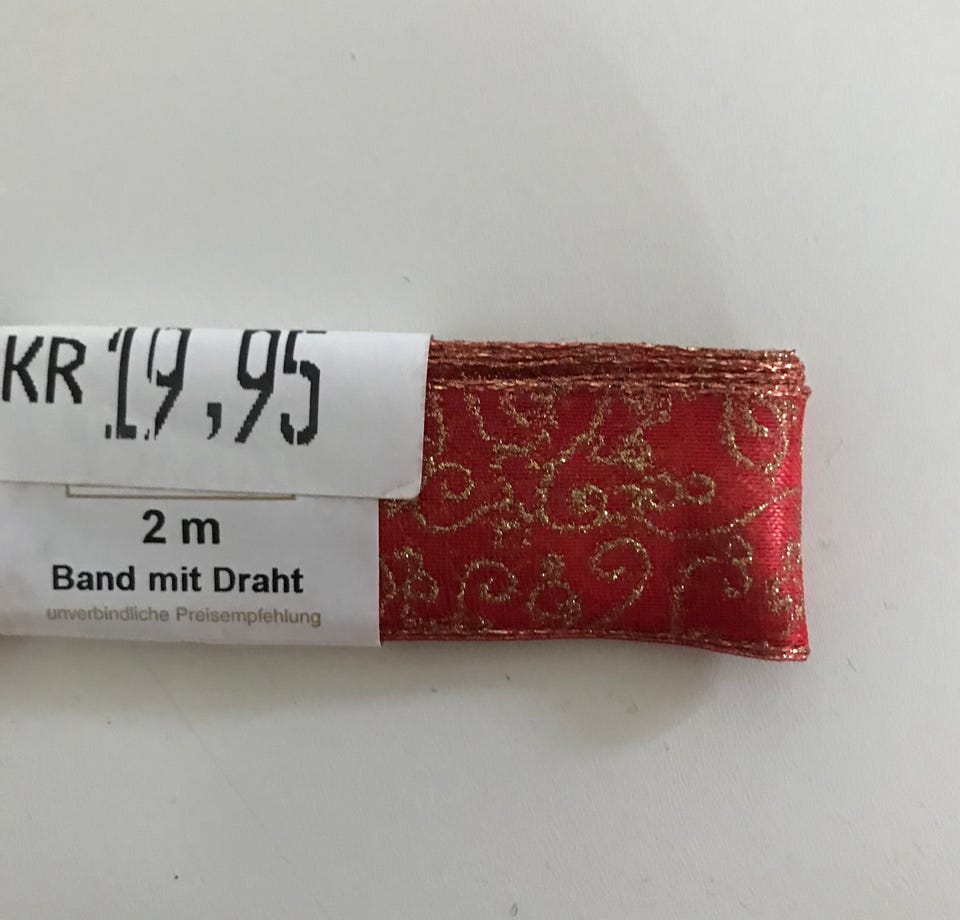 KR 19,95
2 m
Band mit Draht
unverbindliche Preisempfehlung